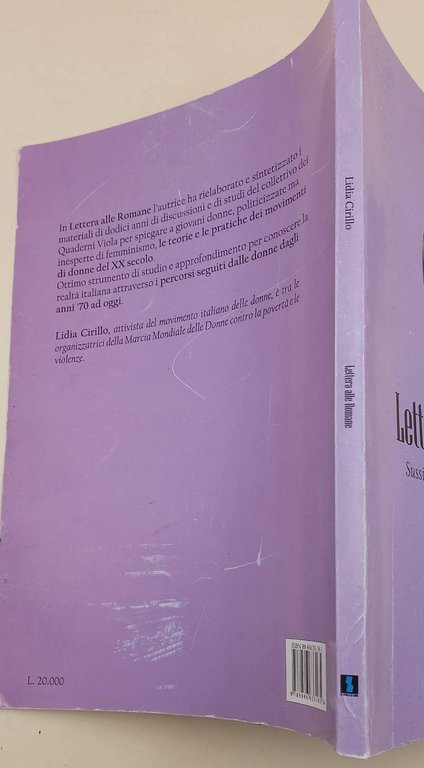 In Lettera alle Romane l'autrice ha rielaborato e sintetizzato i
materiali di dodici anni di discussioni e di studi del collettivo dei
Quaderni Viola per spiegare a giovani donne, politicizzate ma
inesperte di femminismo, le teorie e le pratiche dei movimenti
di donne del XX secolo.
Ottimo strumento di studio e approfondimento per conoscere la
realtà italiana attraverso i percorsi seguiti dalle donne dagli
anni '70 ad oggi.
Lidia Cirillo, attivista del movimento italiano delle donne, è tra le
organizzatrici della Marcia Mondiale delle Donne contro la povertà e le
violenze.
L. 20.000
Lidia Cirillo
Lettera alle Romane
Lett
Sussi